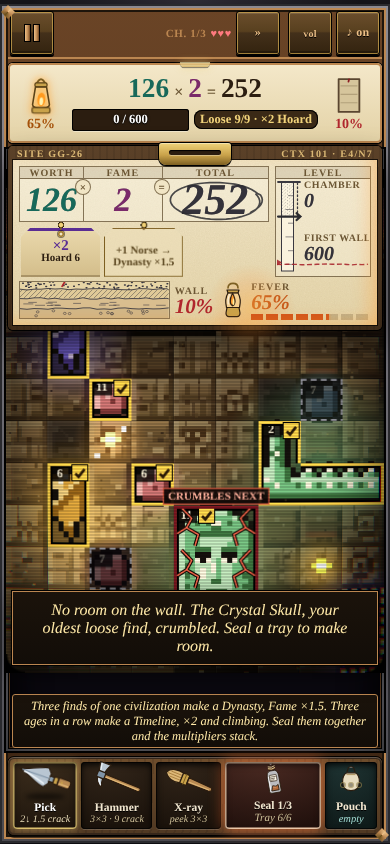 CH. 1/3 ♥♥♥
»
vol
♪ on
126 × 2 = 252
65%
0 / 600
Loose 9/9 · ×2 Hoard
10%
SITE GG-26
CTX 101 · E4/N7
WORTH
FAME
TOTAL
LEVEL
126 × 2 = 252
CHAMBER
0
×2
Hoard 6
+1 Norse →
Dynasty ×1.5
FIRST WALL
600
WALL
10%
FEVER
65%
11
7
2
6
6
CRUMBLES NEXT
No room on the wall. The Crystal Skull, your
oldest loose find, crumbled. Seal a tray to make
room.
Three finds of one civilization make a Dynasty, Fame ×1.5. Three
ages in a row make a Timeline, ×2 and climbing. Seal them together
and the multipliers stack.
Pick
2↓ 1.5 crack
Hammer
3×3 · 9 crack
X-ray
peek 3×3
Seal 1/3
Tray 6/6
Pouch
empty